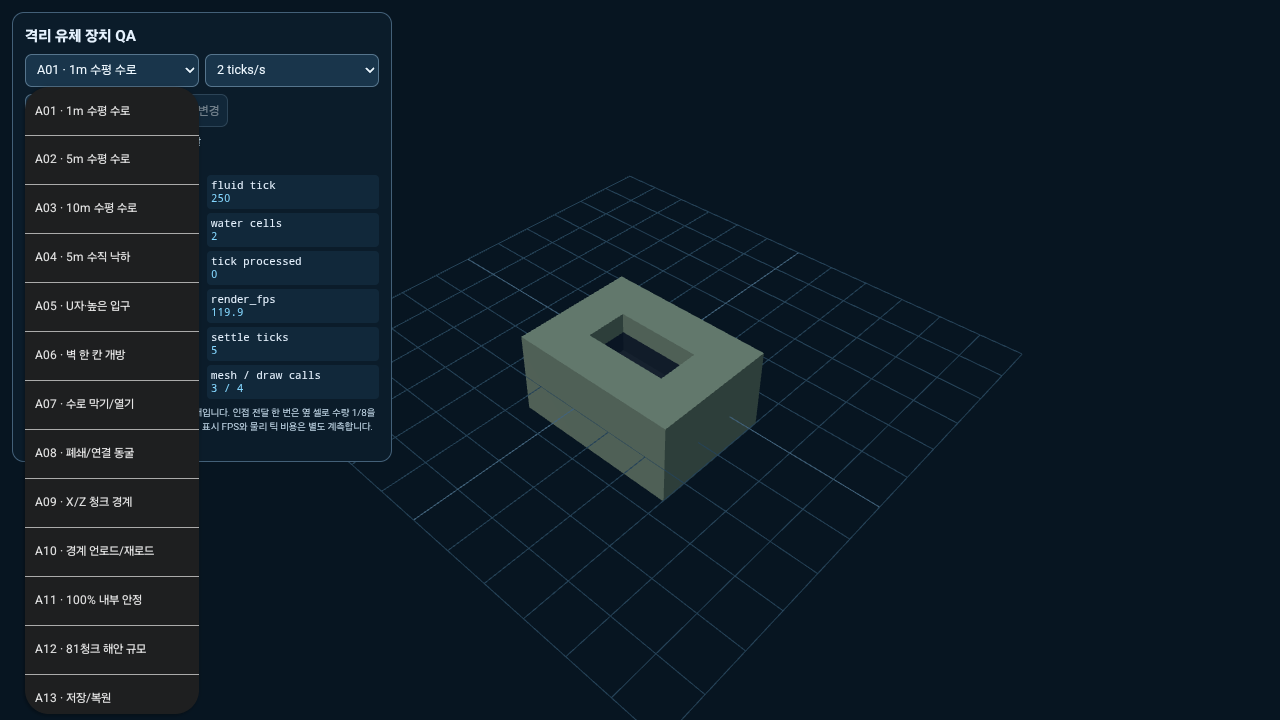 격리 유체 장치 QA
A01 · 1m 수평 수로
2 ticks/s
변경
A01 · 1m 수평 수로
A02 · 5m 수평 수로
A03 · 10m 수평 수로
A04 · 5m 수직 낙하
A05 · U자·높은 입구
A06 · 벽 한 칸 개방
A07 · 수로 막기/열기
A08 · 폐쇄/연결 동굴
A09 · X/Z 청크 경계
A10 · 경계 언로드/재로드
A11 · 100% 내부 안정
A12 · 81청크 해안 규모
A13 · 저장/복원
fluid tick
250
water cells
2
tick processed
0
render_fps
119.9
settle ticks
5
mesh / draw calls
3 / 4
인접 전달 한 번은 옆 셀로 수량 1/8을
표시 FPS와 물리 틱 비용은 별도 계측합니다.